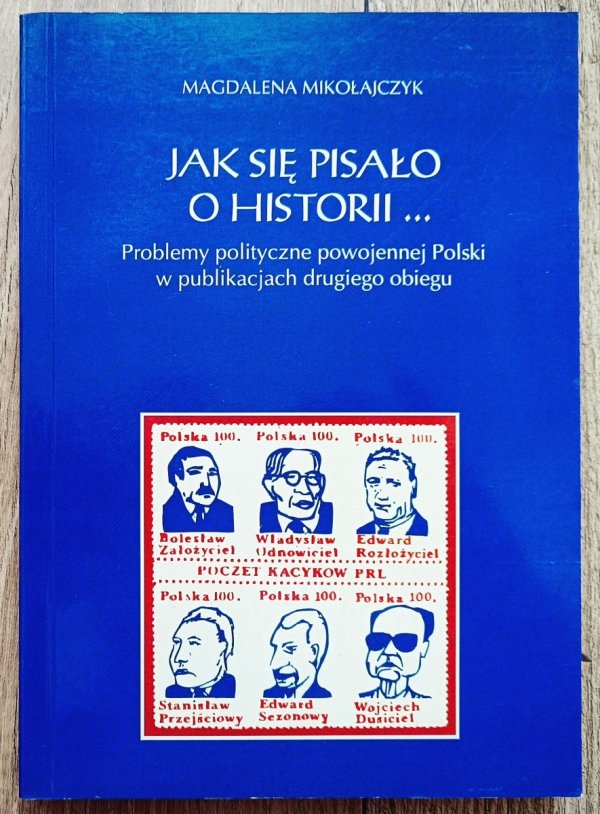 MAGDALENA MIKOŁAJCZYK
JAK SIĘ PISAŁO
O HISTORII ...
Problemy polityczne powojennej Polski
w publikacjach drugiego obiegu
Polska 100. Polska 100. Polska 100.
Bolesław Założyciel
Władysław Odnowiciel
Edward Rozłożyciel
POCZET KACYKOW PRL
Polska 100. Polska 100. Polska 100.
Stanisław Przejściowy
Edward Sezonowy
Wojciech Dusiciel